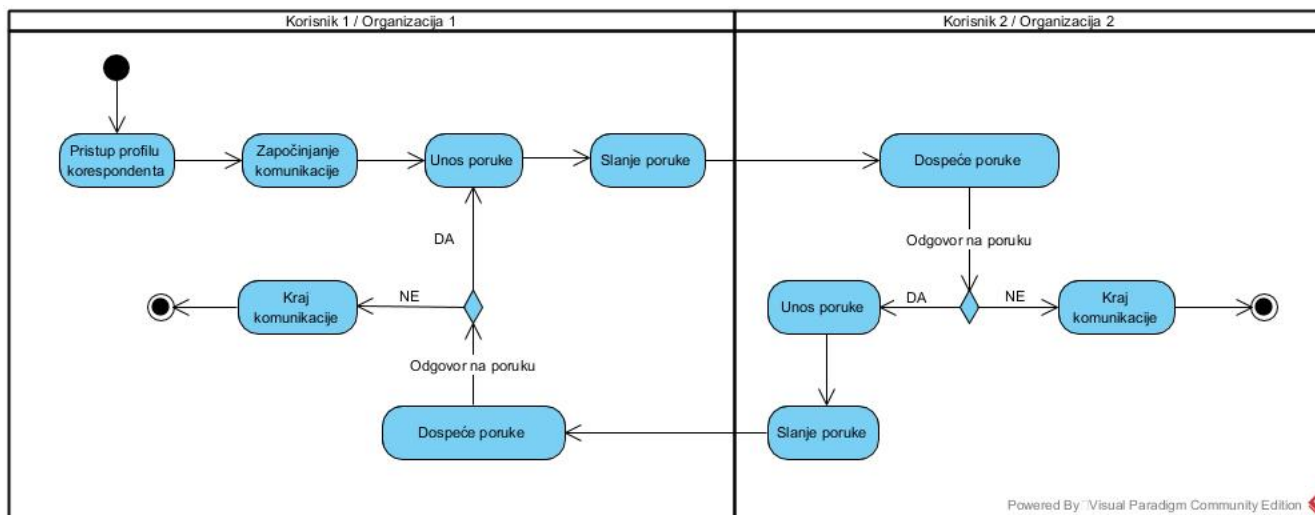 Korisnik 1 / Organizacija 1
Korisnik 2 / Organizacija 2
Pristup profilu
korespondenta
Započinjanje
komunikacije
Unos poruke
Slanje poruke
Dospeće poruke
Odgovor na poruku
DA
NE
Unos poruke
Kraj
komunikacije
Slanje poruke
Dospeće poruke
Odgovor na poruku
DA
NE
Kraj
komunikacije
Powered By Visual Paradigm Community Edition